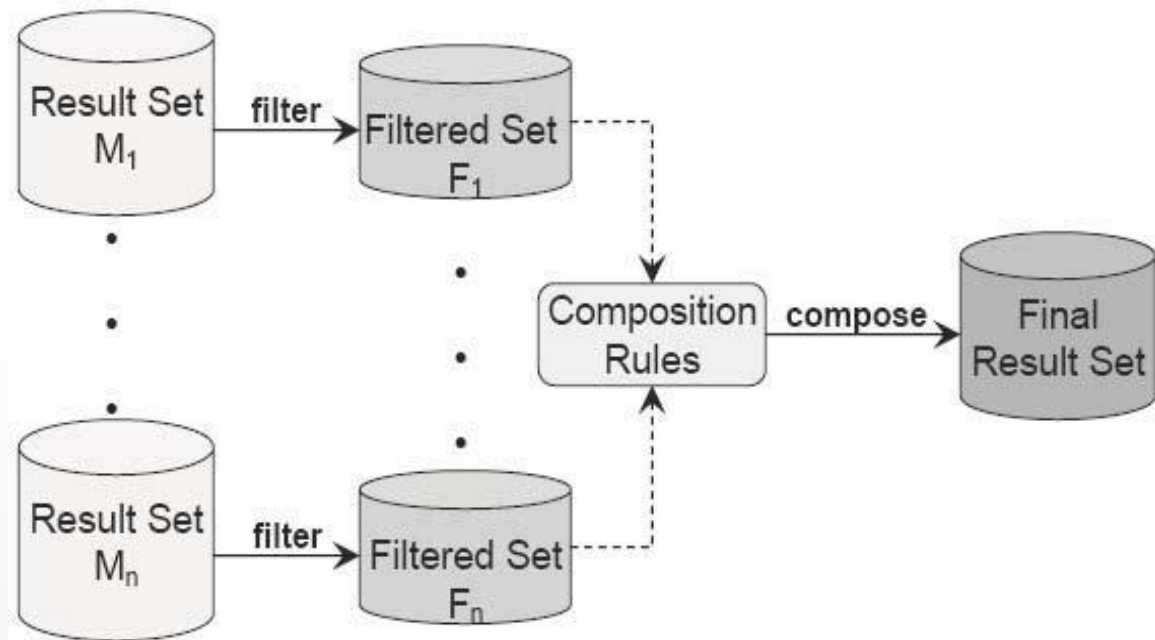 Result Set
M₁
filter
Filtered Set
F₁
Composition
Rules
compose
Final
Result Set
Result Set
Mₙ
filter
Filtered Set
Fₙ